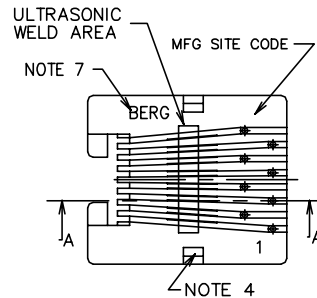 ULTRASONIC
WELD AREA
MFG SITE CODE
NOTE 7
BERG
A
A
1
NOTE 4